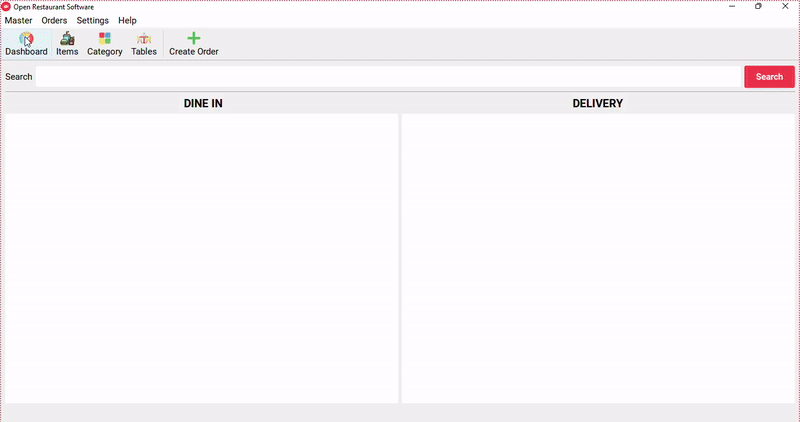 Open Restaurant Software
Master Orders Settings Help
Dashboard Items Category Tables Create Order
Search Search
DINE IN DELIVERY